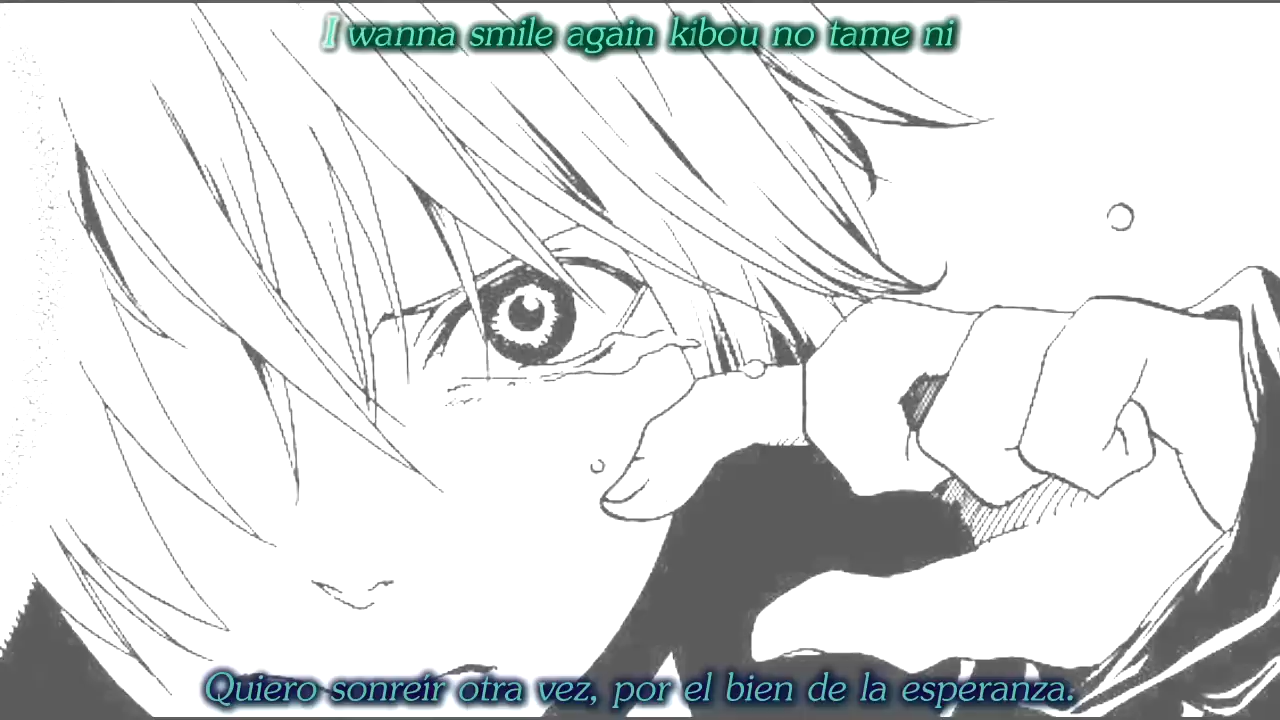 I wanna smile again kibou no tame ni
Quiero sonreír otra vez, por el bien de la esperanza.